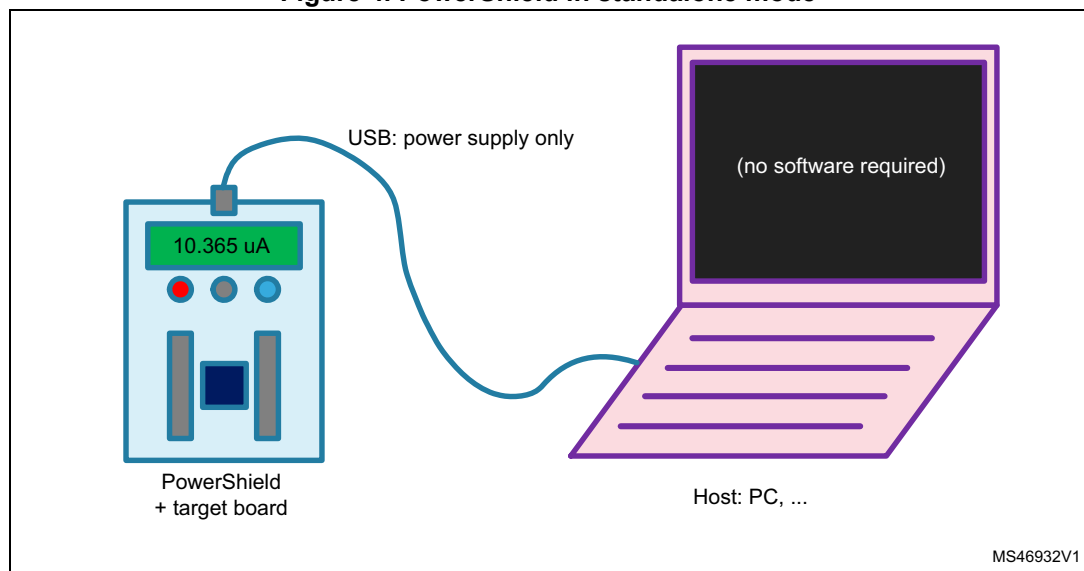 USB: power supply only
(no software required)
10.365 uA
PowerShield
+ target board
Host: PC, ...
MS46932V1